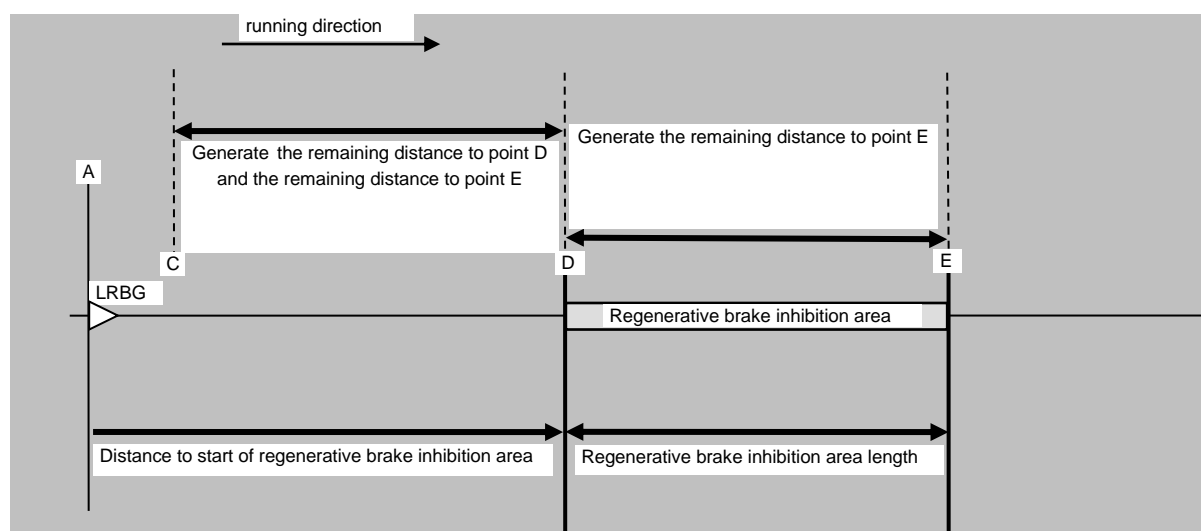 running direction
Generate the remaining distance to point D
and the remaining distance to point E
Generate the remaining distance to point E
A
C
D
E
LRBG
Regenerative brake inhibition area
Distance to start of regenerative brake inhibition area
Regenerative brake inhibition area length